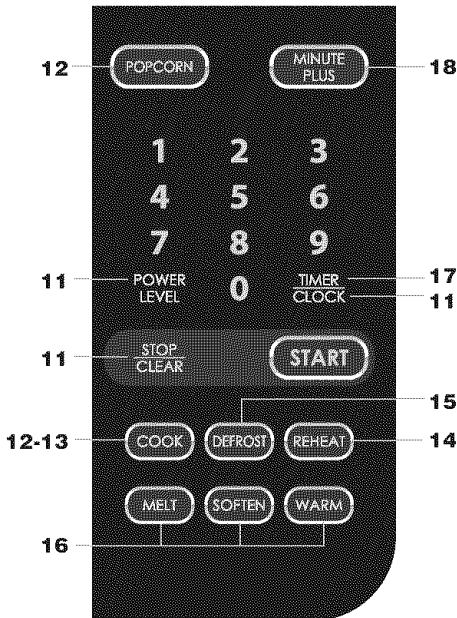 12 POPCORN MINUTE PLUS 18
1 2 3
4 5 6
7 8 9
11 POWER LEVEL 0 TIMER 17
CLOCK 11
11 STOP CLEAR START
15
12-13 COOK DEFROST REHEAT 14
MELT SOFTEN WARM
16